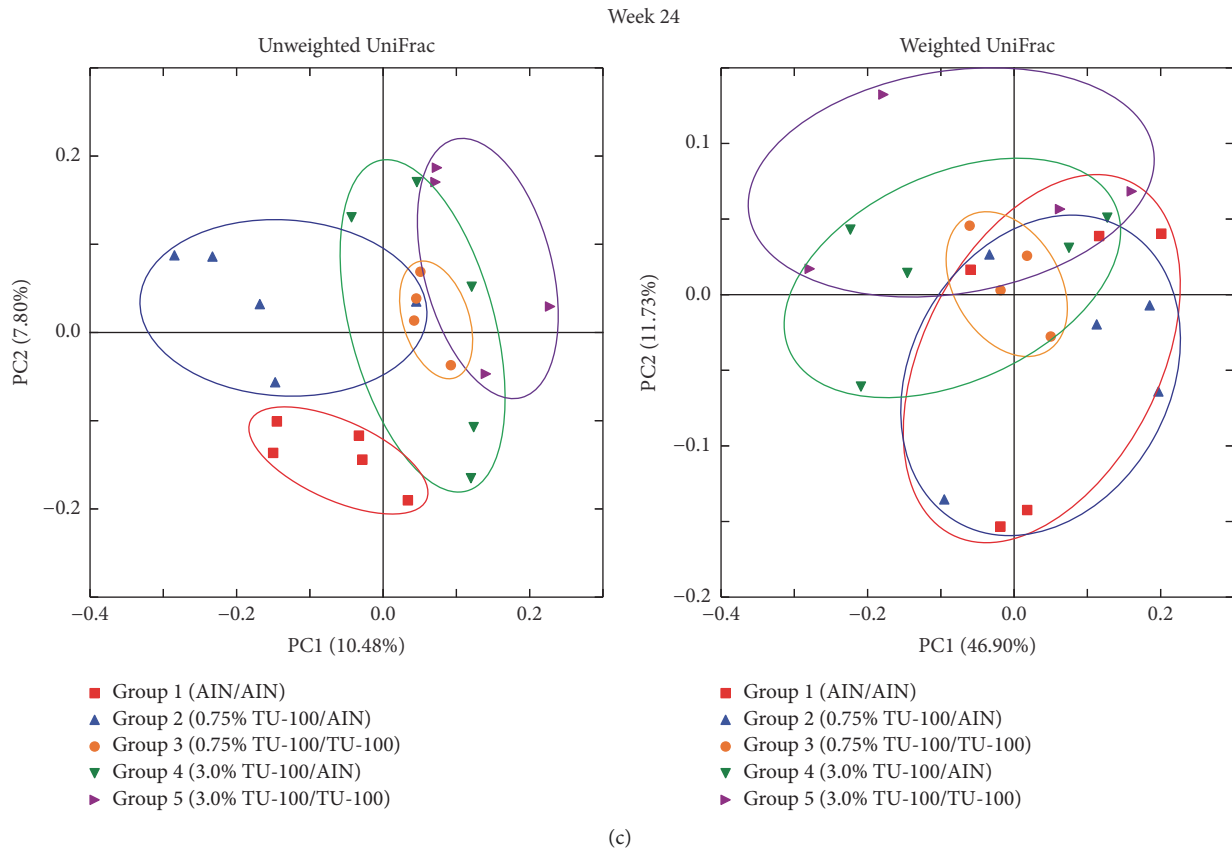 Week 24
Unweighted UniFrac
0.3
0.2
0.0
−0.2
−0.4
−0.2
0.0
0.2
PC2 (7.80%)
PC1 (10.48%)
Group 1 (AIN/AIN)
Group 2 (0.75% TU-100/AIN)
Group 3 (0.75% TU-100/TU-100)
Group 4 (3.0% TU-100/AIN)
Group 5 (3.0% TU-100/TU-100)
Weighted UniFrac
0.1
0.0
−0.1
−0.2
−0.4
−0.2
0.0
0.2
PC2 (11.73%)
PC1 (46.90%)
Group 1 (AIN/AIN)
Group 2 (0.75% TU-100/AIN)
Group 3 (0.75% TU-100/TU-100)
Group 4 (3.0% TU-100/AIN)
Group 5 (3.0% TU-100/TU-100)
(c)